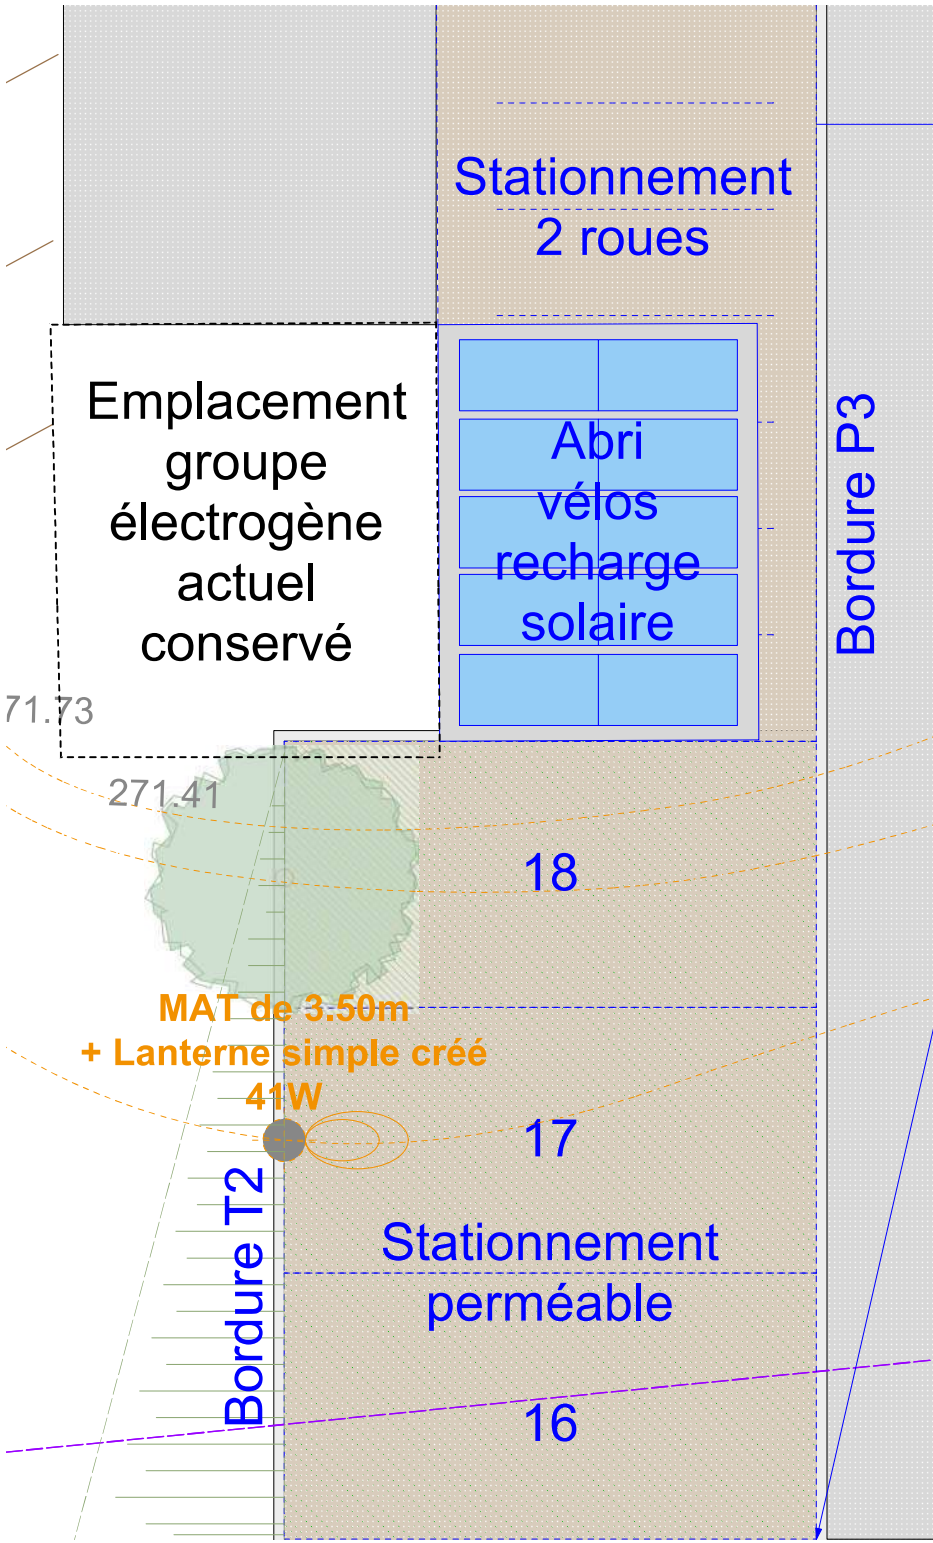 Stationnement
2 roues
Emplacement
groupe
électrogène
actuel
conservé
Abri
vélos
recharge
solaire
Bordure P3
71.73
271.41
18
MAT de 3.50m
+ Lanterne simple créé
41W
17
Bordure T2
Stationnement
perméable
16